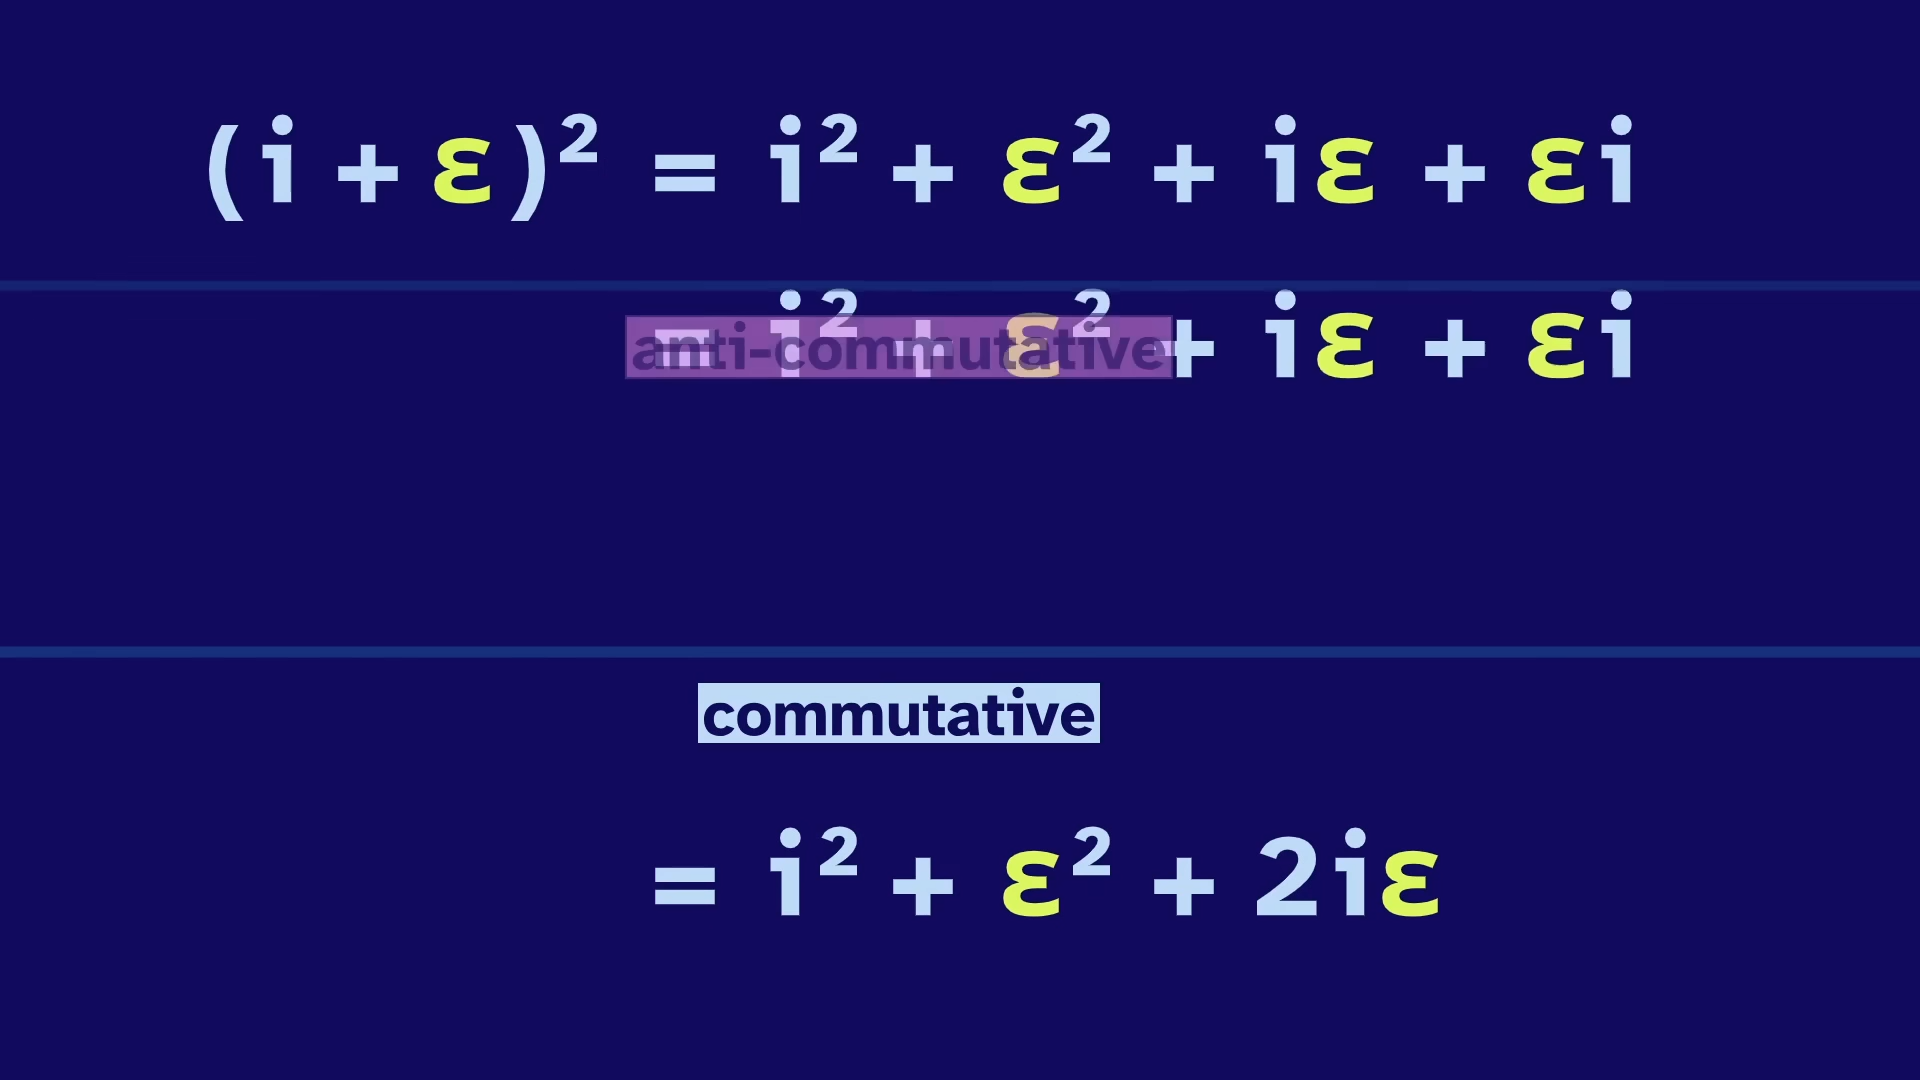 (i + ε)² = i² + ε² + iε + εi
= i² + ε² + iε + εi
anti-commutative
commutative
= i² + ε² + 2iε